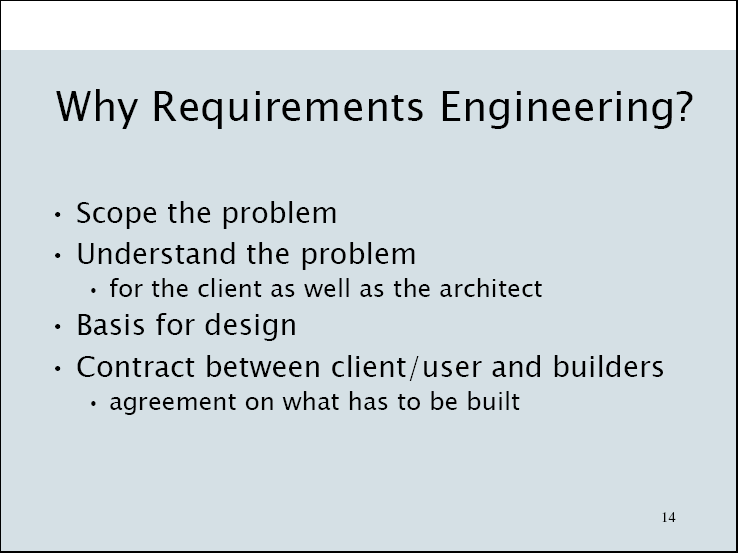 Why Requirements Engineering?
• Scope the problem
• Understand the problem
• for the client as well as the architect
• Basis for design
• Contract between client/user and builders
• agreement on what has to be built
14